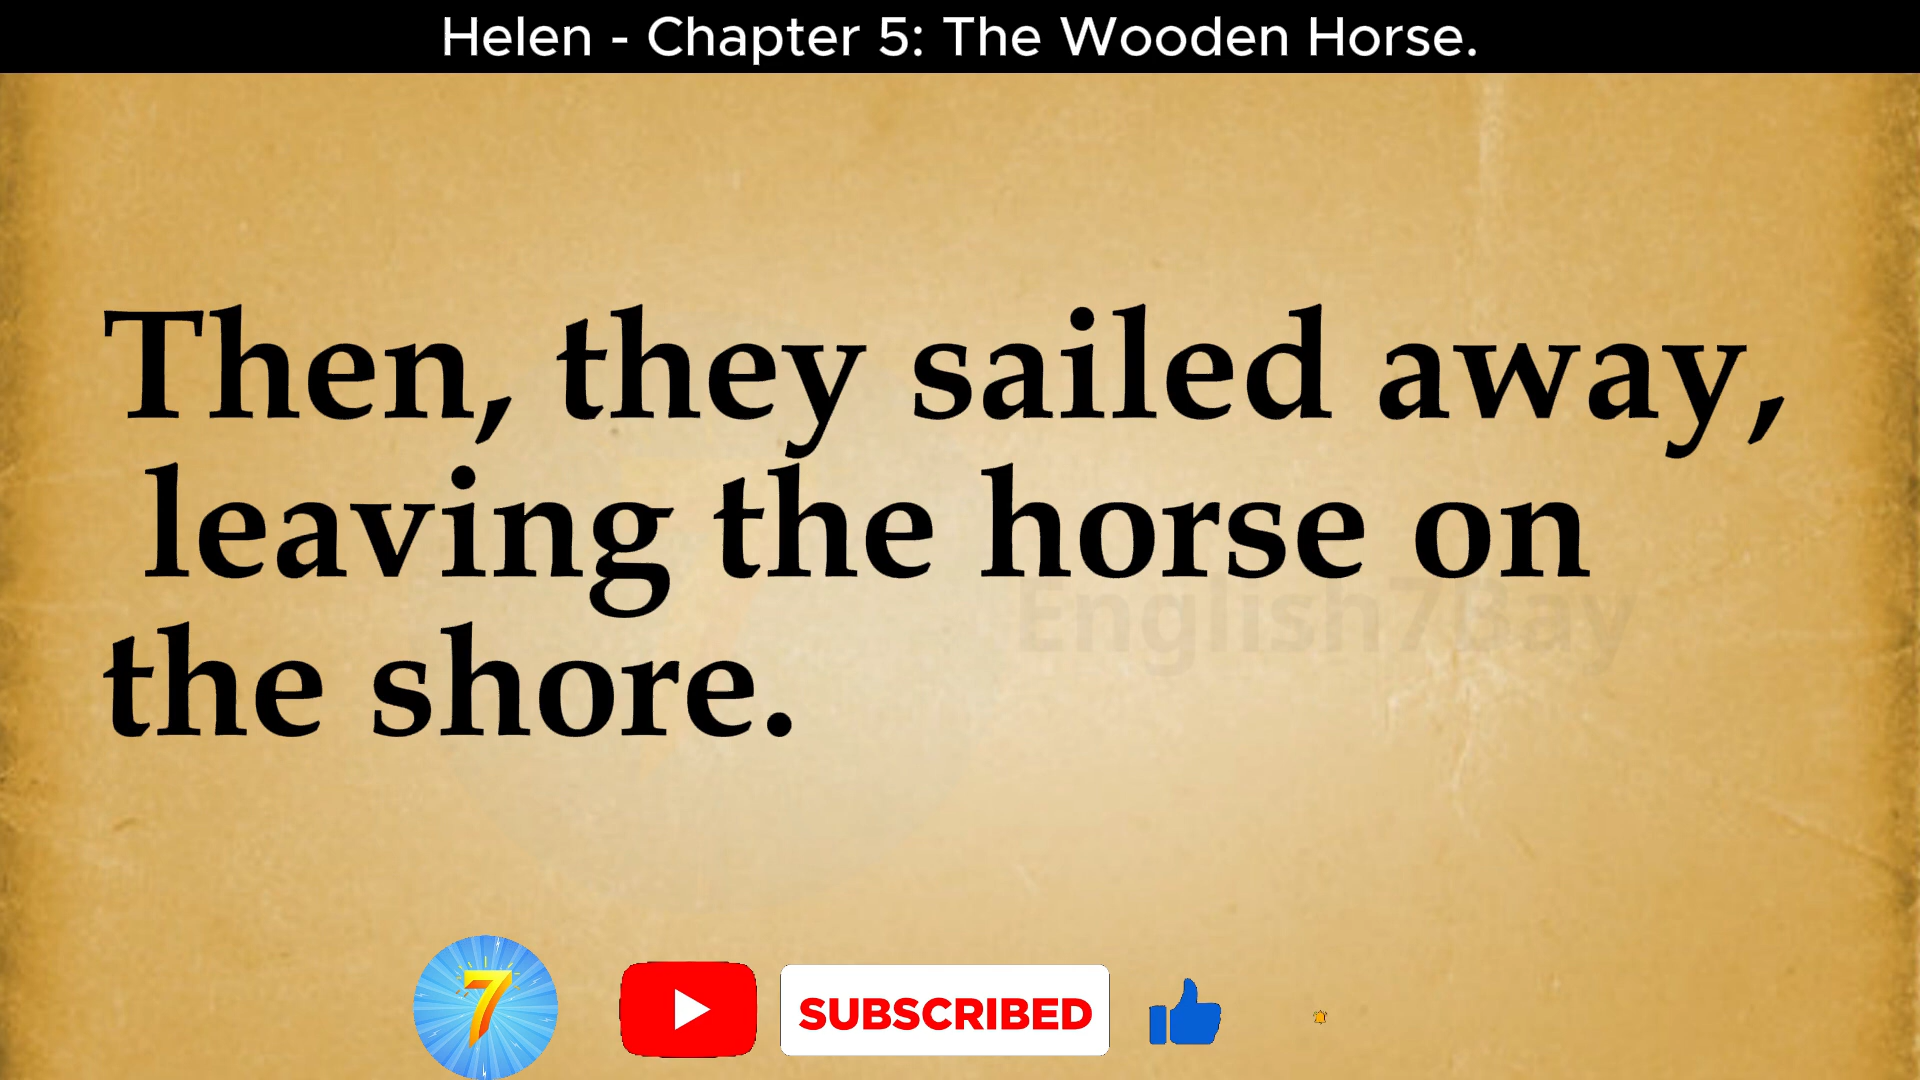 Helen - Chapter 5: The Wooden Horse.
Then, they sailed away,
leaving the horse on
the shore.
English7Bay
7
SUBSCRIBED